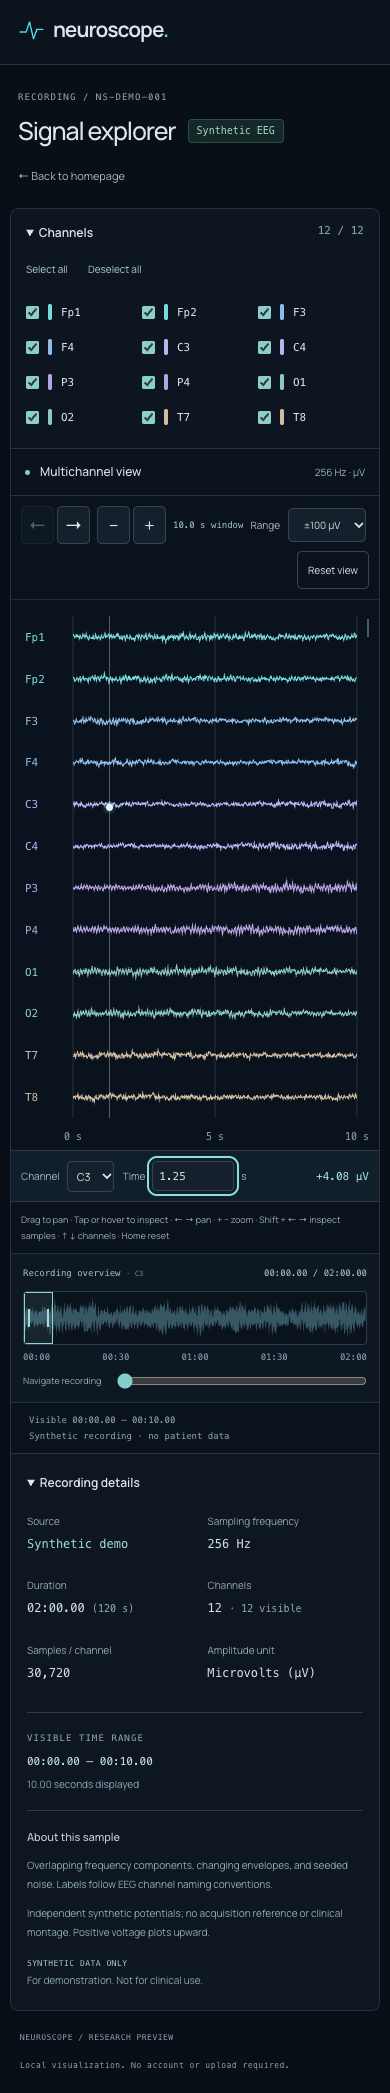 neuroscope.
RECORDING / NS-DEMO-001
Signal explorer Synthetic EEG
← Back to homepage
▼ Channels 12 / 12
Select all Deselect all
Fp1 Fp2 F3
F4 C3 C4
P3 P4 O1
O2 T7 T8
Multichannel view 256 Hz · μV
← → − + 10.0 s window Range ±100 μV
Reset view
Fp1
Fp2
F3
F4
C3
C4
P3
P4
O1
O2
T7
T8
0 s 5 s 10 s
Channel C3 Time 1.25 s +4.08 μV
Drag to pan · Tap or hover to inspect · ← → pan · + − zoom · Shift + ← → inspect
samples · ↑ ↓ channels · Home reset
Recording overview · C3 00:00.00 / 02:00.00
00:00 00:30 01:00 01:30 02:00
Navigate recording
Visible 00:00.00 — 00:10.00
Synthetic recording · no patient data
▼ Recording details
Source Sampling frequency
Synthetic demo 256 Hz
Duration Channels
02:00.00 (120 s) 12 · 12 visible
Samples / channel Amplitude unit
30,720 Microvolts (μV)
VISIBLE TIME RANGE
00:00.00 — 00:10.00
10.00 seconds displayed
About this sample
Overlapping frequency components, changing envelopes, and seeded
noise. Labels follow EEG channel naming conventions.
Independent synthetic potentials; no acquisition reference or clinical
montage. Positive voltage plots upward.
SYNTHETIC DATA ONLY
For demonstration. Not for clinical use.
NEUROSCOPE / RESEARCH PREVIEW
Local visualization. No account or upload required.